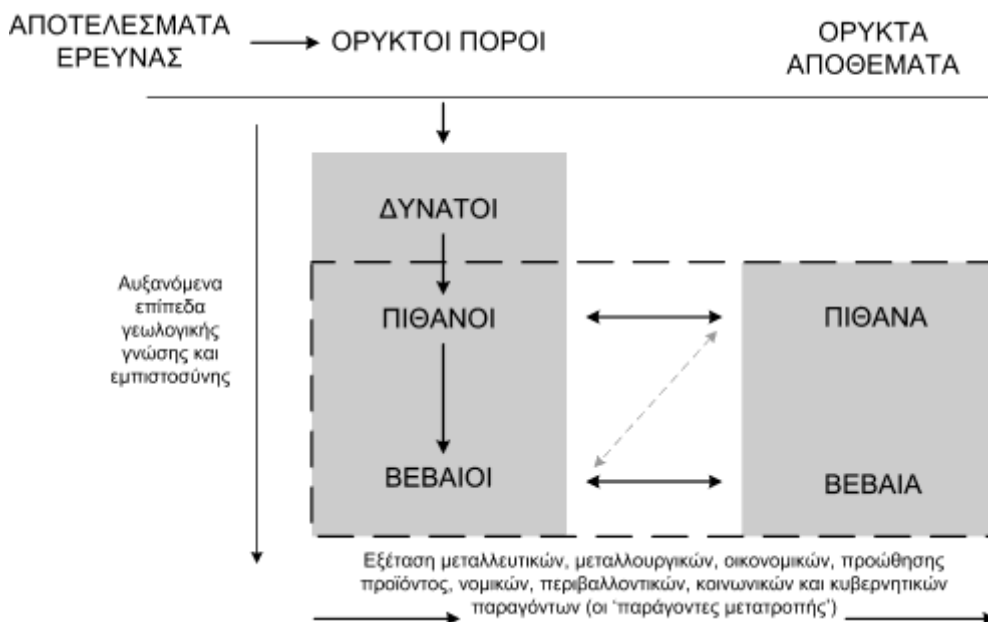 ΑΠΟΤΕΛΕΣΜΑΤΑ
ΕΡΕΥΝΑΣ
ΟΡΥΚΤΟΙ ΠΟΡΟΙ
ΟΡΥΚΤΑ
ΑΠΟΘΕΜΑΤΑ
ΔΥΝΑΤΟΙ
Αυξανόμενα
επίπεδα
γεωλογικής
γνώσης και
εμπιστοσύνης
ΠΙΘΑΝΟΙ
ΠΙΘΑΝΑ
ΒΕΒΑΙΟΙ
ΒΕΒΑΙΑ
Εξέταση μεταλλευτικών, μεταλλουργικών, οικονομικών, προώθησης
προϊόντος, νομικών, περιβαλλοντικών, κοινωνικών και κυβερνητικών
παραγόντων (οι ‘παράγοντες μετατροπής’)